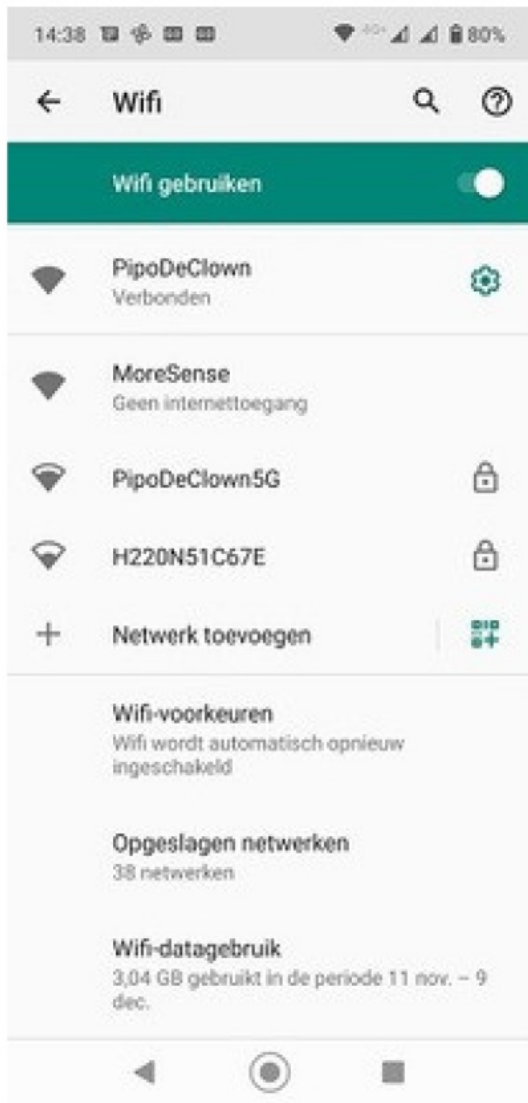 14:38 80%
Wifi
Wifi gebruiken
PipoDeClown
Verbonden
MoreSense
Geen internettoegang
PipoDeClown5G
H220N51C67E
Netwerk toevoegen
Wifi-voorkeuren
Wifi wordt automatisch opnieuw
ingeschakeld
Opgeslagen netwerken
38 netwerken
Wifi-datagebruik
3,04 GB gebruikt in de periode 11 nov. – 9
dec.